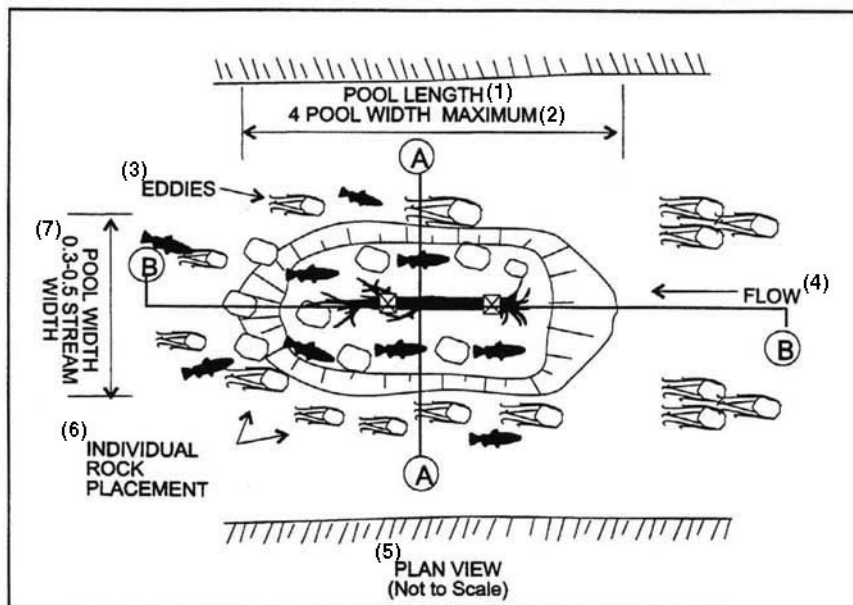 POOL LENGTH(1)
4 POOL WIDTH MAXIMUM(2)
A
(3)
EDDIES
(7)
POOL WIDTH
0.3-0.5 STREAM
WIDTH
B
(4)
FLOW
B
(6)
INDIVIDUAL
ROCK
PLACEMENT
A
(5)
PLAN VIEW
(Not to Scale)